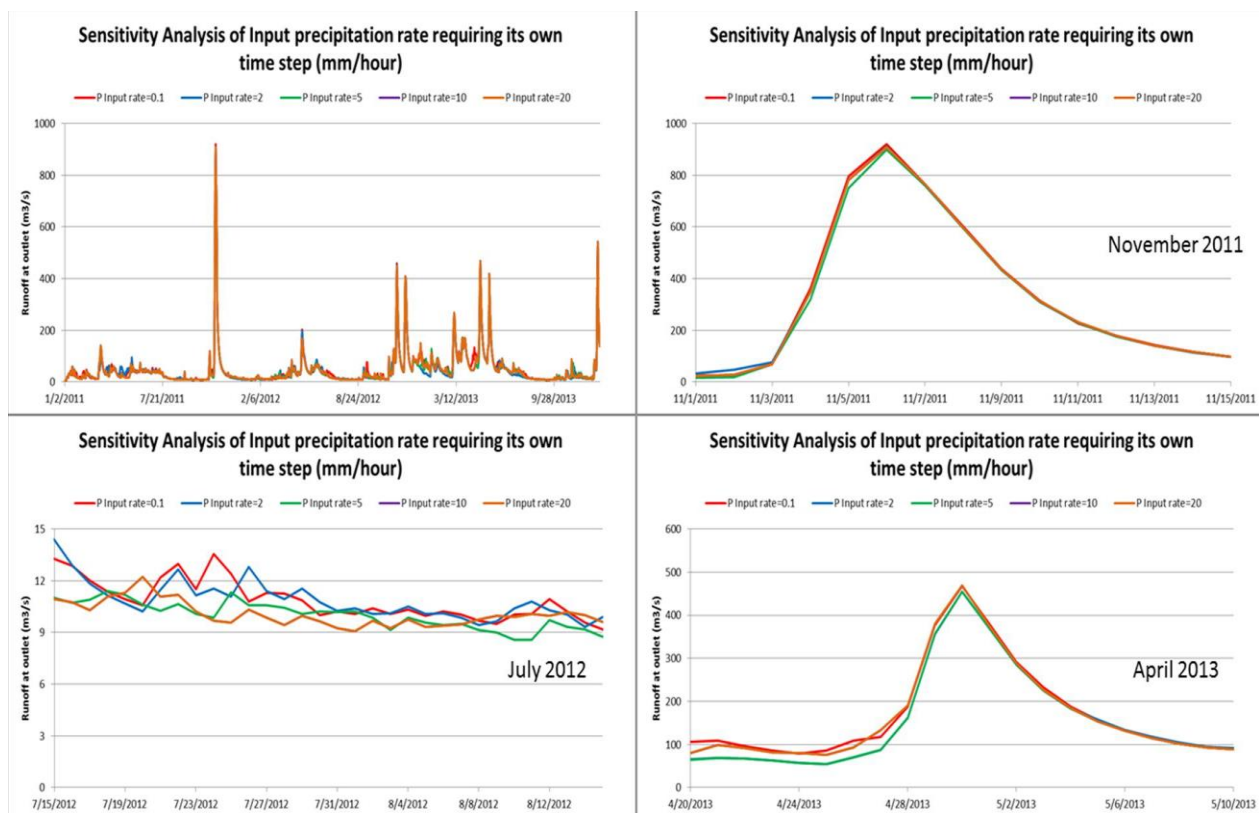 Sensitivity Analysis of Input precipitation rate requiring its own
time step (mm/hour)
P Input rate=0.1 P Input rate=2 P Input rate=5 P Input rate=10 P Input rate=20
1000
800
600
400
200
0
Runoff at outlet (m3/s)
1/2/2011 7/21/2011 2/6/2012 8/24/2012 3/12/2013 9/28/2013
Sensitivity Analysis of Input precipitation rate requiring its own
time step (mm/hour)
P Input rate=0.1 P Input rate=2 P Input rate=5 P Input rate=10 P Input rate=20
1000
800
600
400
200
0
Runoff at outlet (m3/s)
November 2011
11/1/2011 11/3/2011 11/5/2011 11/7/2011 11/9/2011 11/11/2011 11/13/2011 11/15/2011
Sensitivity Analysis of Input precipitation rate requiring its own
time step (mm/hour)
P Input rate=0.1 P Input rate=2 P Input rate=5 P Input rate=10 P Input rate=20
15
12
9
6
3
0
Runoff at outlet (m3/s)
July 2012
7/15/2012 7/19/2012 7/23/2012 7/27/2012 7/31/2012 8/4/2012 8/8/2012 8/12/2012
Sensitivity Analysis of Input precipitation rate requiring its own
time step (mm/hour)
P Input rate=0.1 P Input rate=2 P Input rate=5 P Input rate=10 P Input rate=20
600
500
400
300
200
100
0
Runoff at outlet (m3/s)
April 2013
4/20/2013 4/24/2013 4/28/2013 5/2/2013 5/6/2013 5/10/2013